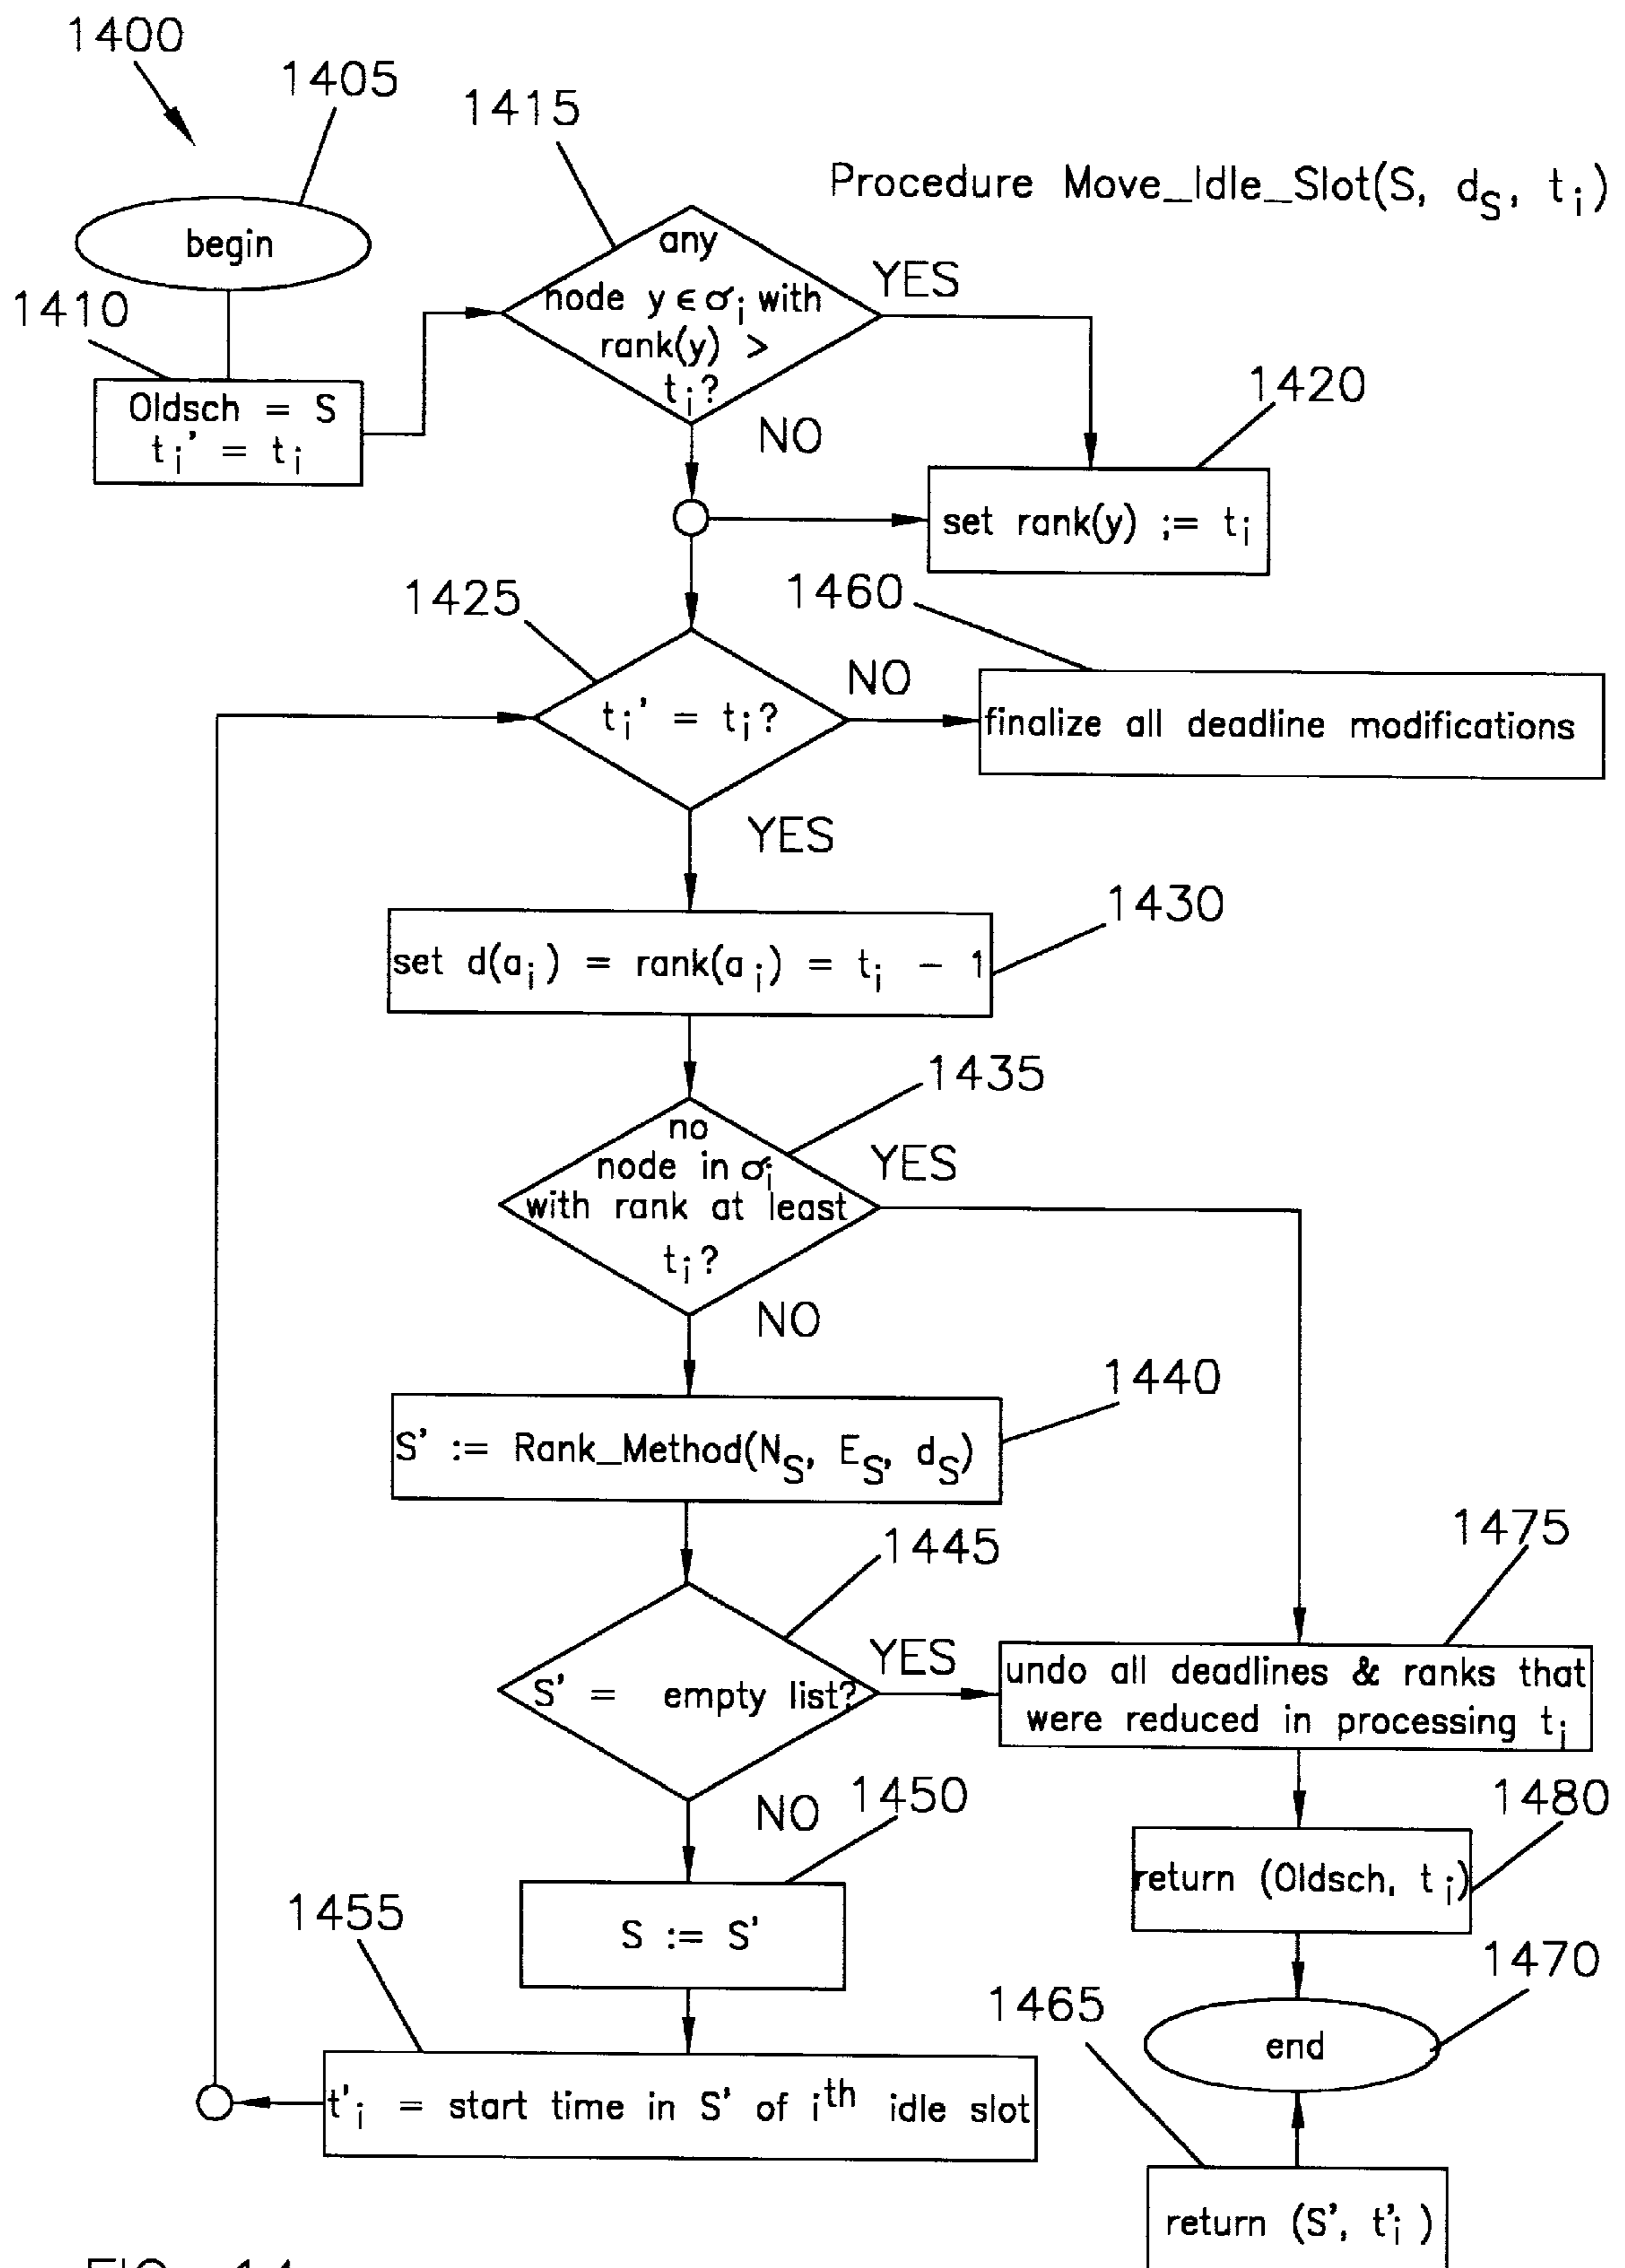 1400
1405
1415
Procedure Move_Idle_Slot(S, d_S, t_i)
begin
1410
Oldsch = S
t_i' = t_i
any
node y ∈ σ_i with
rank(y) >
t_i?
YES
NO
1420
set rank(y) ;= t_i
1425
1460
t_i' = t_i?
NO
finalize all deadline modifications
YES
1430
set d(a_i) = rank(a_i) = t_i - 1
1435
no
node in σ_i
with rank at least
t_i?
YES
NO
1440
S' := Rank_Method(N_S, E_S, d_S)
1445
1475
S' = empty list?
YES
undo all deadlines & ranks that
were reduced in processing t_i
NO
1450
1480
S := S'
return (Oldsch, t_i)
1455
1465
1470
end
t'_i = start time in S' of i^th idle slot
return (S', t'_i )
FIG. 14